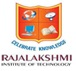 CELEBRATE KNOWLEDGE
RAJALAKSHMI
INSTITUTE OF TECHNOLOGY